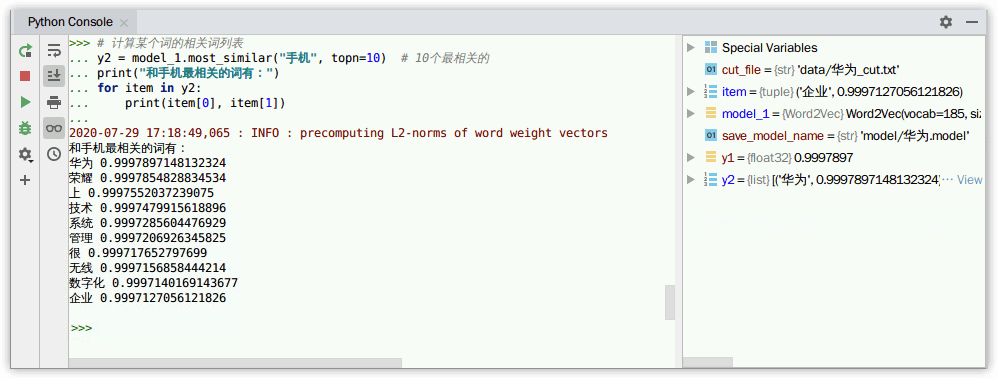 Python Console
>>> # 计算某个词的相关词列表
... y2 = model_1.most_similar("手机", topn=10)  # 10个最相关的
... print("和手机最相关的词有：")
... for item in y2:
...     print(item[0], item[1])
...
2020-07-29 17:18:49,065 : INFO : precomputing L2-norms of word weight vectors
和手机最相关的词有：
华为 0.9997897148132324
荣耀 0.9997854828834534
上 0.9997552037239075
技术 0.9997479915618896
系统 0.9997285604476929
管理 0.9997206926345825
很 0.999717652797699
无线 0.9997156858444214
数字化 0.9997140169143677
企业 0.9997127056121826
>>>
Special Variables
01 cut_file = {str} 'data/华为_cut.txt'
item = {tuple} ('企业', 0.9997127056121826)
model_1 = {Word2Vec} Word2Vec(vocab=185, siz
01 save_model_name = {str} 'model/华为.model'
y1 = {float32} 0.9997897
y2 = {list} [('华为', 0.9997897148132324) ... View